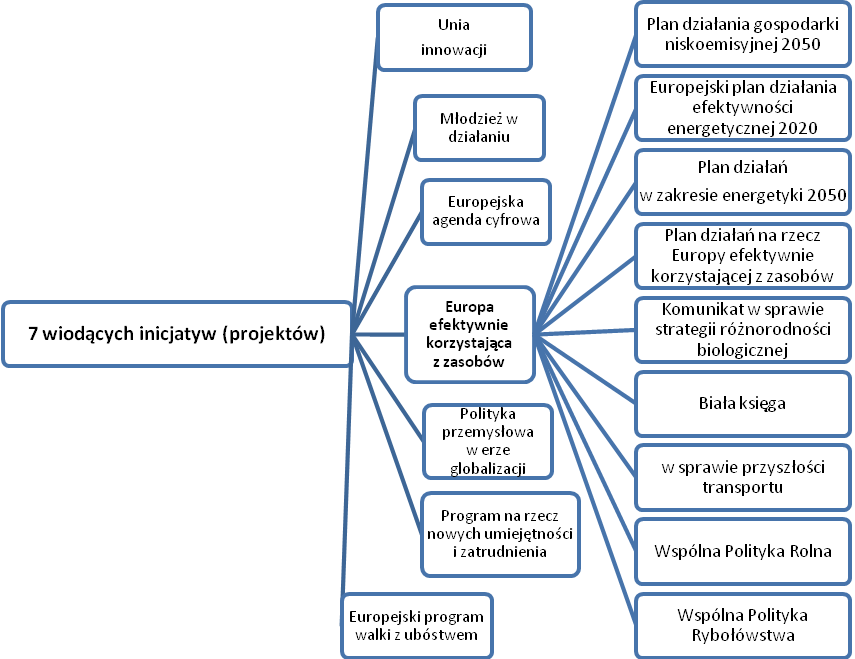 7 wiodących inicjatyw (projektów)
Unia
innowacji
Młodzież w
działaniu
Europejska
agenda cyfrowa
Europa
efektywnie
korzystająca
z zasobów
Polityka
przemysłowa
w erze
globalizacji
Program na rzecz
nowych umiejętności
i zatrudnienia
Europejski program
walki z ubóstwem
Plan działania gospodarki
niskoemisyjnej 2050
Europejski plan działania
efektywności
energetycznej 2020
Plan działań
w zakresie energetyki 2050
Plan działań na rzecz
Europy efektywnie
korzystającej z zasobów
Komunikat w sprawie
strategii różnorodności
biologicznej
Biała księga
w sprawie przyszłości
transportu
Wspólna Polityka Rolna
Wspólna Polityka
Rybołówstwa